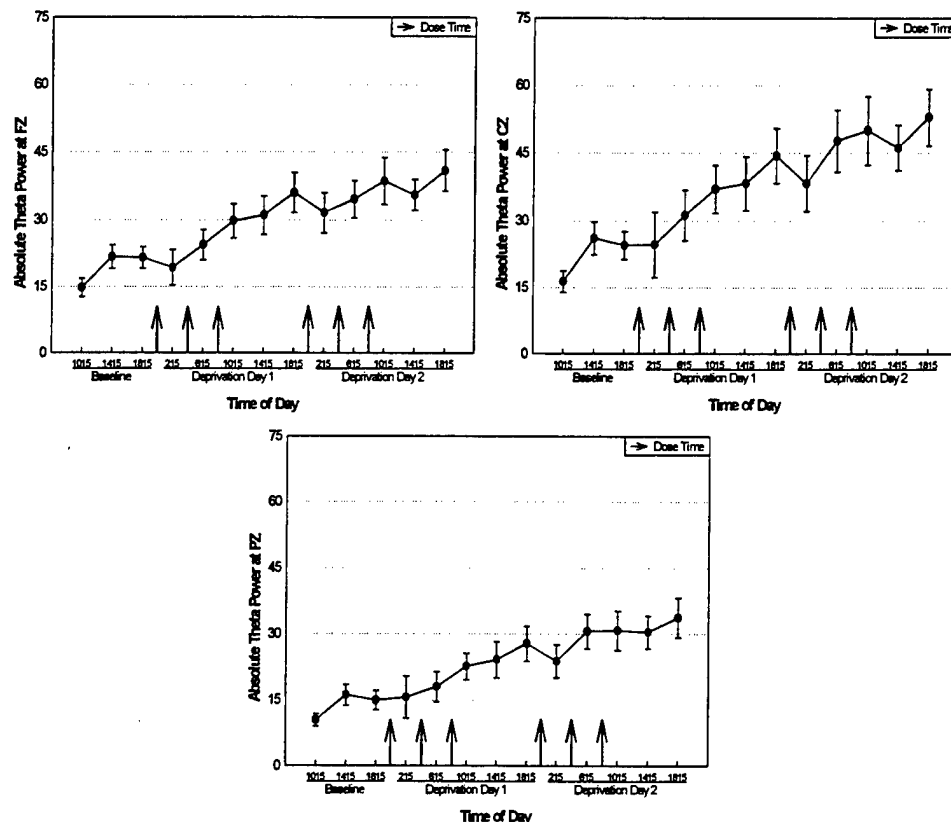 75
60
45
30
15
0
Absolute Theta Power at FZ
→ Dose Time
1015 1415 1815 215 615 1015 1415 1815 215 615 1015 1415 1815
Baseline Deprivation Day 1 Deprivation Day 2
Time of Day
75
60
45
30
15
0
Absolute Theta Power at CZ
→ Dose Time
1015 1415 1815 215 615 1015 1415 1815 215 615 1015 1415 1815
Baseline Deprivation Day 1 Deprivation Day 2
Time of Day
75
60
45
30
15
0
Absolute Theta Power at PZ
→ Dose Time
1015 1415 1815 215 615 1015 1415 1815 215 615 1015 1415 1815
Baseline Deprivation Day 1 Deprivation Day 2
Time of Day